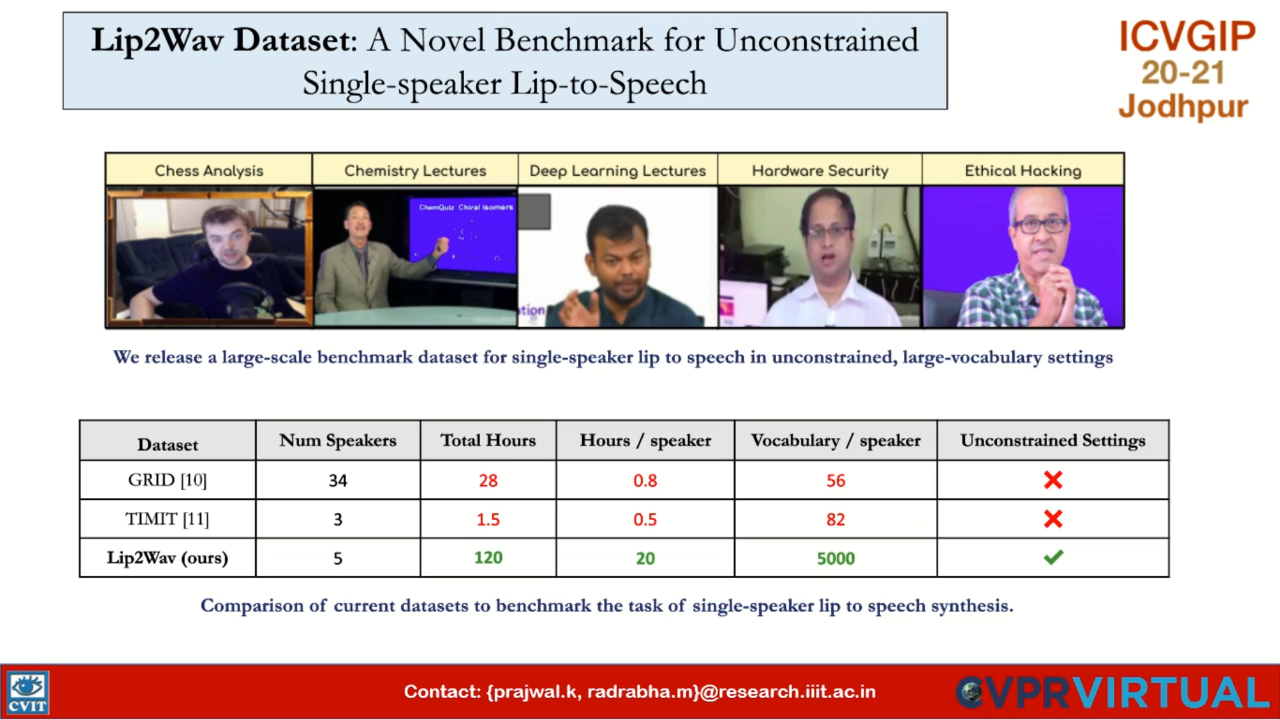 Lip2Wav Dataset: A Novel Benchmark for Unconstrained
Single-speaker Lip-to-Speech
ICVGIP
20-21
Jodhpur
Chess Analysis Chemistry Lectures Deep Learning Lectures Hardware Security Ethical Hacking
ChemQuiz Chiral Isomers
ation
We release a large-scale benchmark dataset for single-speaker lip to speech in unconstrained, large-vocabulary settings
Dataset Num Speakers Total Hours Hours / speaker Vocabulary / speaker Unconstrained Settings
GRID [10] 34 28 0.8 56 ✕
TIMIT [11] 3 1.5 0.5 82 ✕
Lip2Wav (ours) 5 120 20 5000 ✓
Comparison of current datasets to benchmark the task of single-speaker lip to speech synthesis.
CVIT
Contact: {prajwal.k, radrabha.m}@research.iiit.ac.in
CVPRVIRTUAL